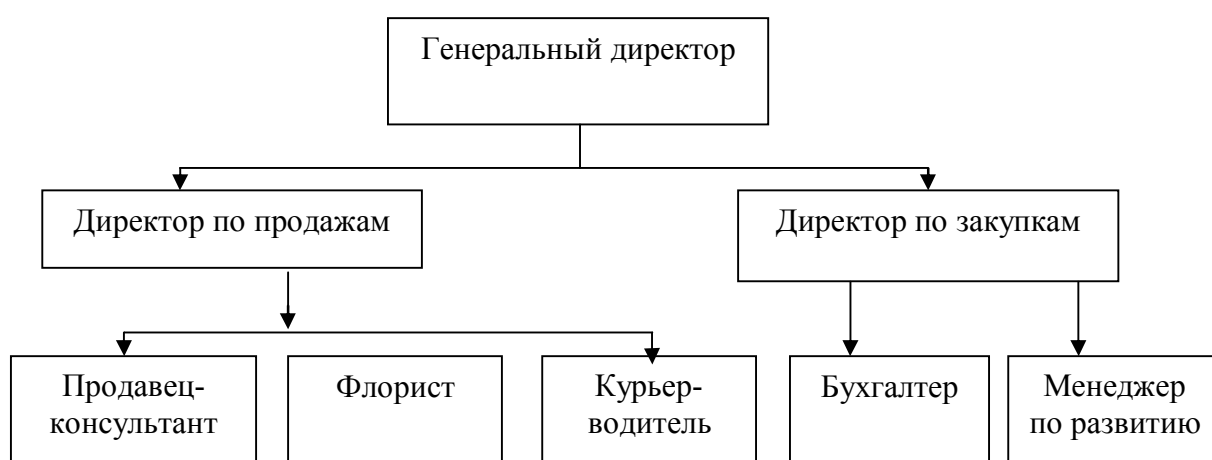 Генеральный директор
Директор по продажам
Директор по закупкам
Продавец-
консультант
Флорист
Курьер-
водитель
Бухгалтер
Менеджер
по развитию